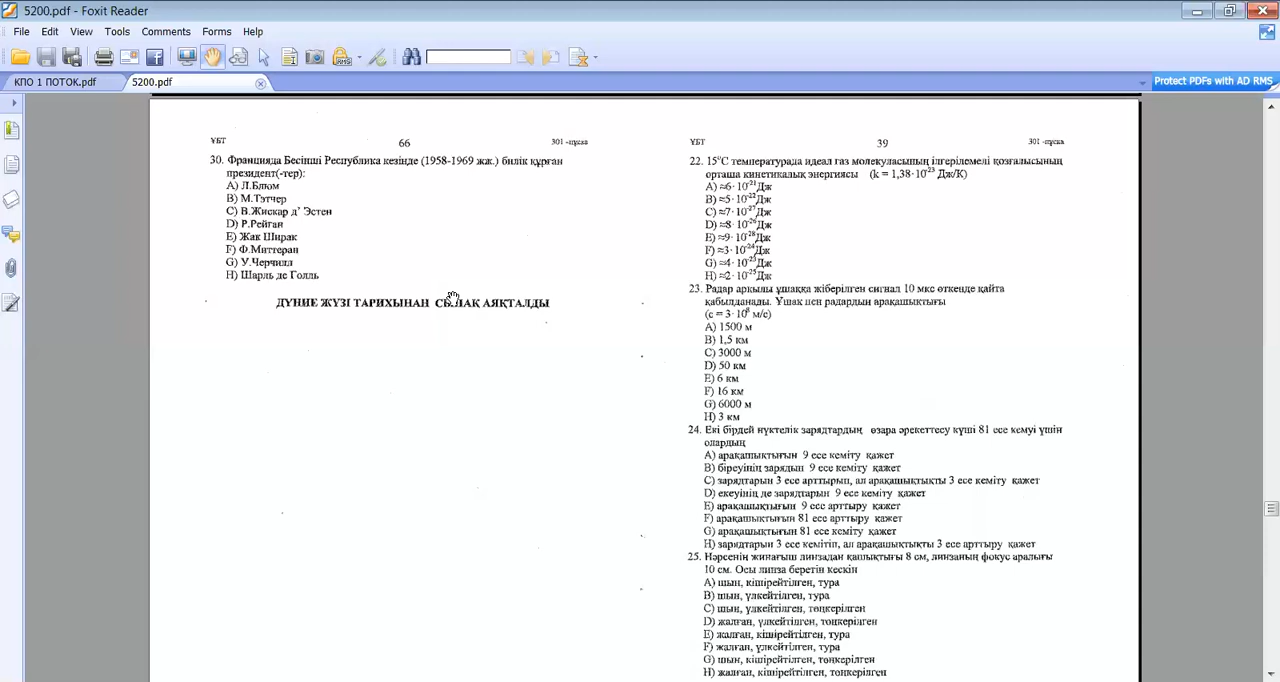 5200.pdf - Foxit Reader
File Edit View Tools Comments Forms Help
КПО 1 ПОТОК.pdf 5200.pdf Protect PDFs with AD RMS
ҰБТ 66 301 -нұсқа
30. Францияда Бесінші Республика кезінде (1958-1969 жж.) билік құрған
президент(-тер):
A) Л.Блюм
B) М.Тэтчер
C) В.Жискар д’ Эстен
D) Р.Рейган
E) Жак Ширак
F) Ф.Миттеран
G) У.Черчилл
H) Шарль де Голль
ДҮНИЕ ЖҮЗІ ТАРИХЫНАН СЫНАҚ АЯҚТАЛДЫ
ҰБТ 39 301 -нұсқа
22. 15°С температурада идеал газ молекуласының ілгерілемелі қозғалысының
орташа кинетикалық энергиясы (k = 1,38·10⁻²³ Дж/К)
A) ≈6·10⁻²¹Дж
B) ≈5·10⁻²²Дж
C) ≈7·10⁻²⁷Дж
D) ≈8·10⁻²⁶Дж
E) ≈9·10⁻²⁸Дж
F) ≈3·10⁻²⁴Дж
G) ≈4·10⁻²³Дж
H) ≈2·10⁻²⁵Дж
23. Радар арқылы ұшаққа жіберілген сигнал 10 мкс өткенде қайта
қабылданады. Ұшақ пен радардың арақашықтығы
(с = 3·10⁸ м/с)
A) 1500 м
B) 1,5 км
C) 3000 м
D) 50 км
E) 6 км
F) 16 км
G) 6000 м
H) 3 км
24. Екі бірдей нүктелік зарядтардың өзара әрекеттесу күші 81 есе кемуі үшін
олардың
A) арақашықтығын 9 есе кеміту қажет
B) біреуінің зарядын 9 есе кеміту қажет
C) зарядтарын 3 есе арттырып, ал арақашықтықты 3 есе кеміту қажет
D) екеуінің де зарядтарын 9 есе кеміту қажет
E) арақашықтығын 9 есе арттыру қажет
F) арақашықтығын 81 есе арттыру қажет
G) арақашықтығын 81 есе кеміту қажет
H) зарядтарын 3 есе кемітіп, ал арақашықтықты 3 есе арттыру қажет
25. Нәрсенің жинағыш линзадан қашықтығы 8 см, линзаның фокус аралығы
10 см. Осы линза беретін кескін
A) шын, кішірейтілген, тура
B) шын, үлкейтілген, тура
C) шын, үлкейтілген, төңкерілген
D) жалған, үлкейтілген, төңкерілген
E) жалған, кішірейтілген, тура
F) жалған, үлкейтілген, тура
G) шын, кішірейтілген, төңкерілген
H) жалған, кішірейтілген, төңкерілген